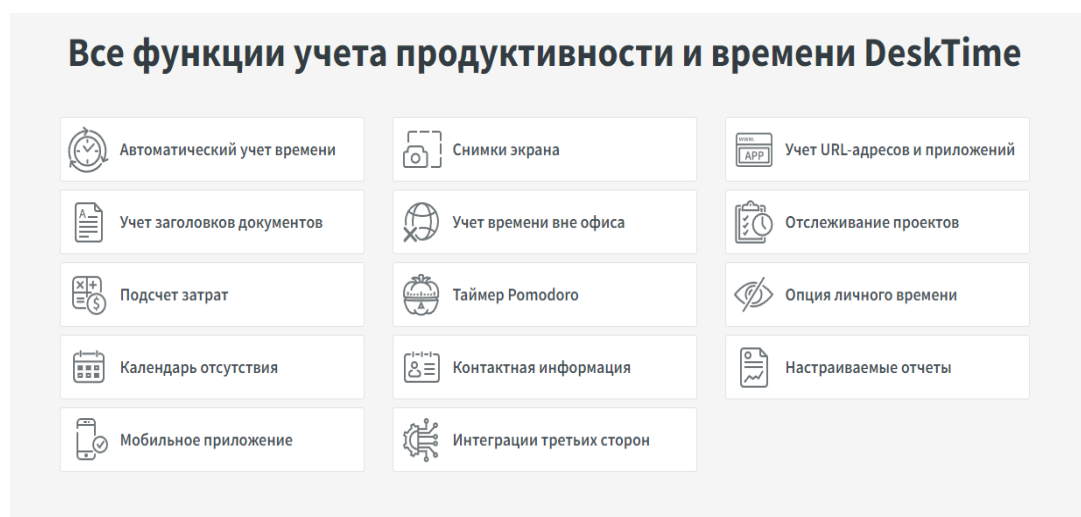 Все функции учета продуктивности и времени DeskTime
Автоматический учет времени
Снимки экрана
APP
Учет URL-адресов и приложений
A
Учет заголовков документов
Учет времени вне офиса
Отслеживание проектов
Подсчет затрат
Таймер Pomodoro
Опция личного времени
Календарь отсутствия
Контактная информация
Настраиваемые отчеты
Мобильное приложение
Интеграции третьих сторон